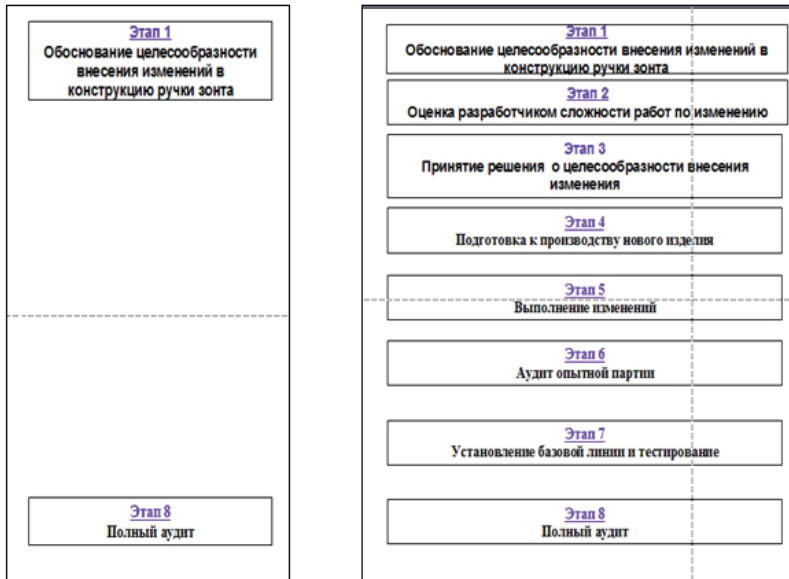 Этап 1
Обоснование целесообразности
внесения изменений в
конструкцию ручки зонта
Этап 8
Полный аудит
Этап 1
Обоснование целесообразности внесения изменений в
конструкцию ручки зонта
Этап 2
Оценка разработчиком сложности работ по изменению
Этап 3
Принятие решения о целесообразности внесения
изменения
Этап 4
Подготовка к производству нового изделия
Этап 5
Выполнение изменений
Этап 6
Аудит опытной партии
Этап 7
Установление базовой линии и тестирование
Этап 8
Полный аудит